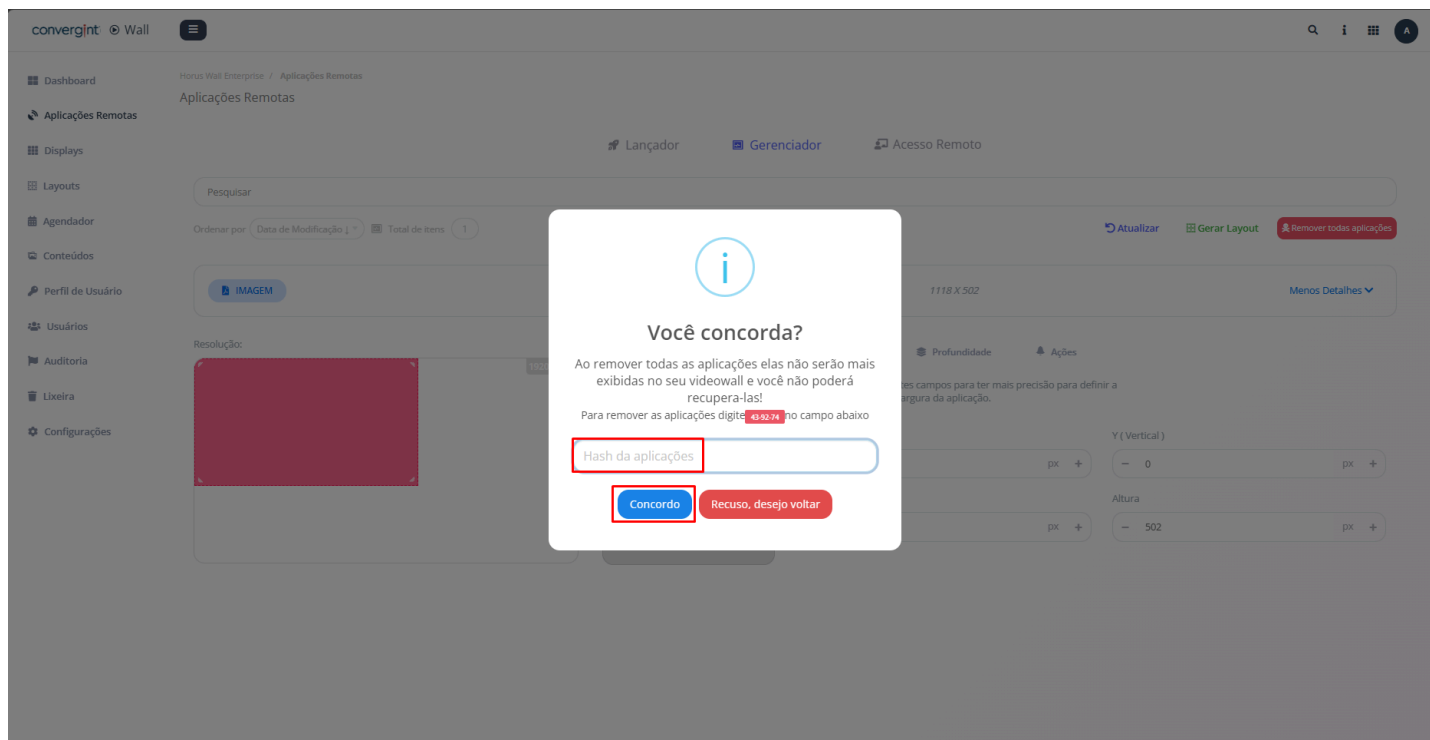 convergint Wall
A
Dashboard
Aplicações Remotas
Displays
Layouts
Agendador
Conteúdos
Perfil de Usuário
Usuários
Auditoria
Lixeira
Configurações
Horus Wall Enterprise / Aplicações Remotas
Aplicações Remotas
Lançador Gerenciador Acesso Remoto
Pesquisar
Ordenar por Data de Modificação Total de itens 1
Atualizar Gerar Layout Remover todas aplicações
IMAGEM 1118 X 502 Menos Detalhes
Resolução:
1920
Profundidade Ações
tes campos para ter mais precisão para definir a
argura da aplicação.
Y ( Vertical )
px + − 0 px +
Altura
px + − 502 px +
i
Você concorda?
Ao remover todas as aplicações elas não serão mais
exibidas no seu videowall e você não poderá
recupera-las!
Para remover as aplicações digite 43-92-74 no campo abaixo
Hash da aplicações
Concordo Recuso, desejo voltar